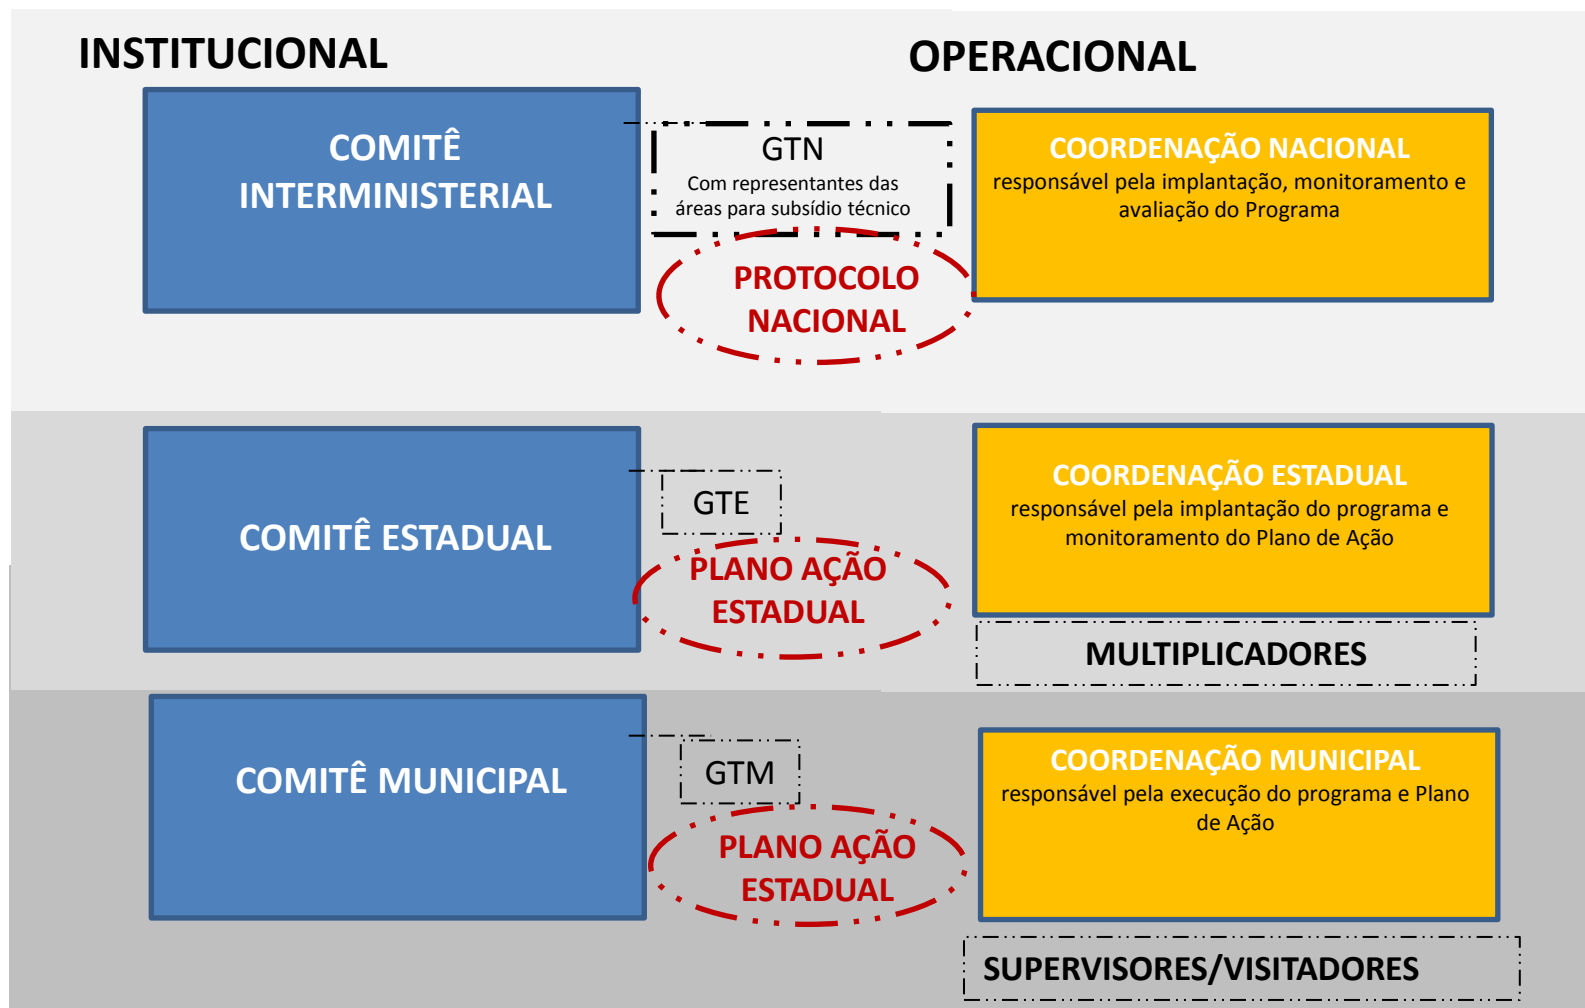 INSTITUCIONAL
OPERACIONAL
COMITÊ
INTERMINISTERIAL
GTN
Com representantes das
áreas para subsídio técnico
PROTOCOLO
NACIONAL
COORDENAÇÃO NACIONAL
responsável pela implantação, monitoramento e
avaliação do Programa
COMITÊ ESTADUAL
GTE
PLANO AÇÃO
ESTADUAL
COORDENAÇÃO ESTADUAL
responsável pela implantação do programa e
monitoramento do Plano de Ação
MULTIPLICADORES
COMITÊ MUNICIPAL
GTM
PLANO AÇÃO
ESTADUAL
COORDENAÇÃO MUNICIPAL
responsável pela execução do programa e Plano
de Ação
SUPERVISORES/VISITADORES